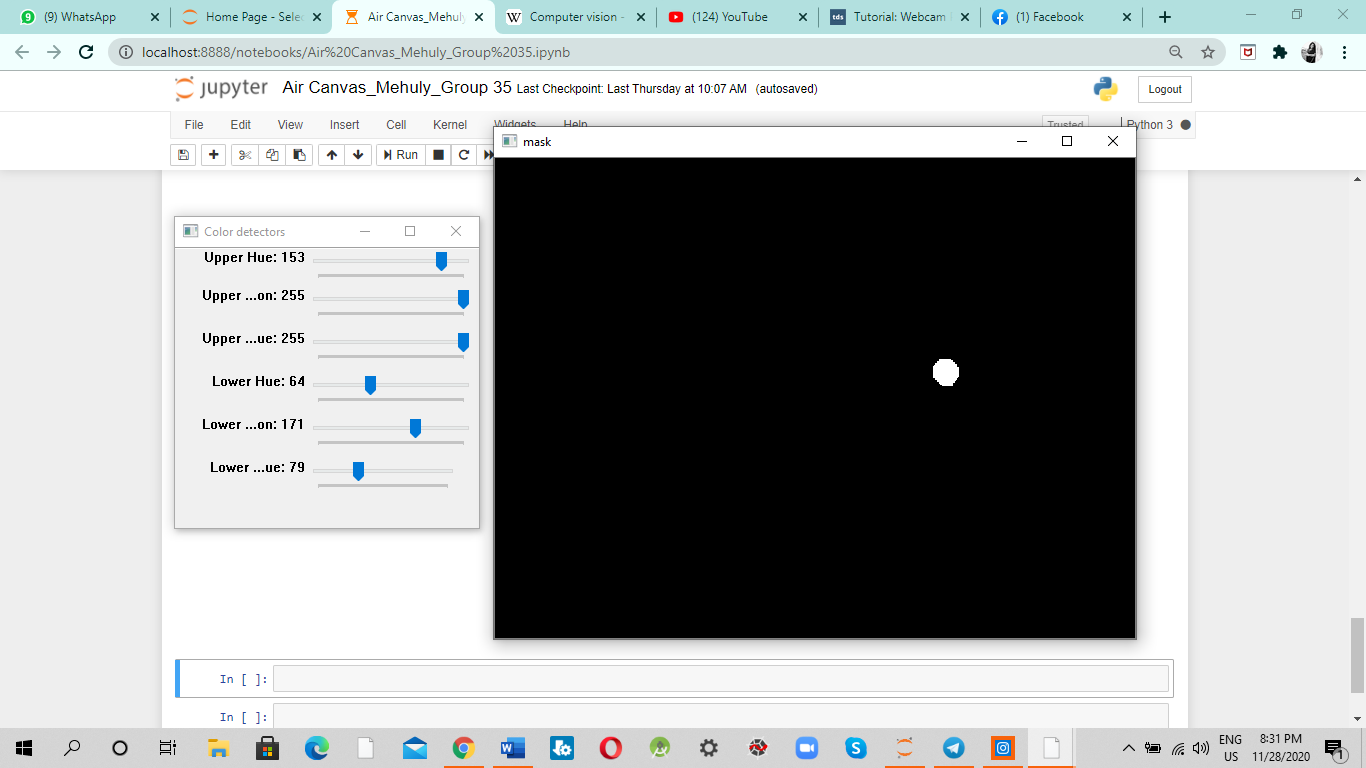 9 (9) WhatsApp
Home Page - Sele
Air Canvas_Mehuly
W Computer vision -
(124) YouTube
tds Tutorial: Webcam
(1) Facebook
localhost:8888/notebooks/Air%20Canvas_Mehuly_Group%2035.ipynb
jupyter Air Canvas_Mehuly_Group 35 Last Checkpoint: Last Thursday at 10:07 AM (autosaved)
Logout
File Edit View Insert Cell Kernel Widgets Help
Trusted
Python 3
Run
mask
Color detectors
Upper Hue: 153
Upper ...on: 255
Upper ...ue: 255
Lower Hue: 64
Lower ...on: 171
Lower ...ue: 79
In [ ]:
In [ ]:
ENG
US
8:31 PM
11/28/2020
1